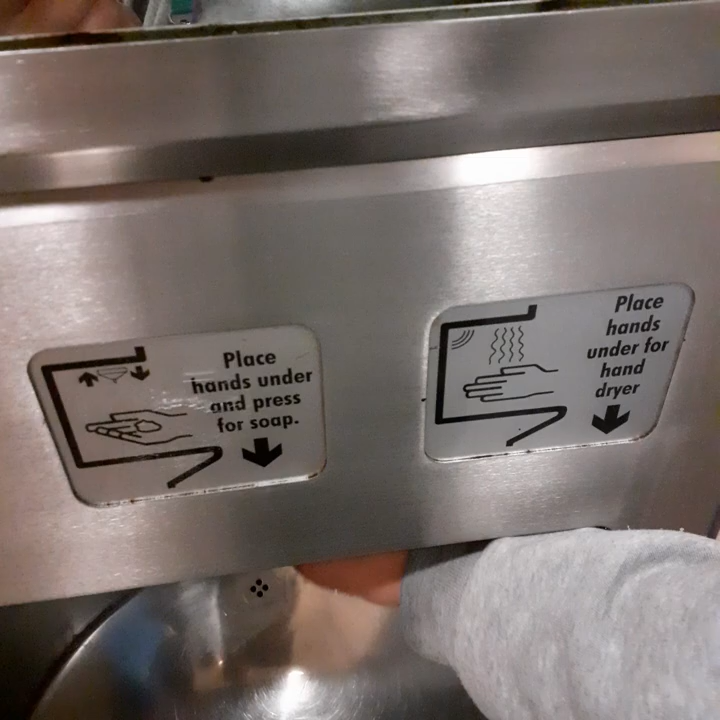 Place
hands under
and press
for soap.
Place
hands
under for
hand
dryer